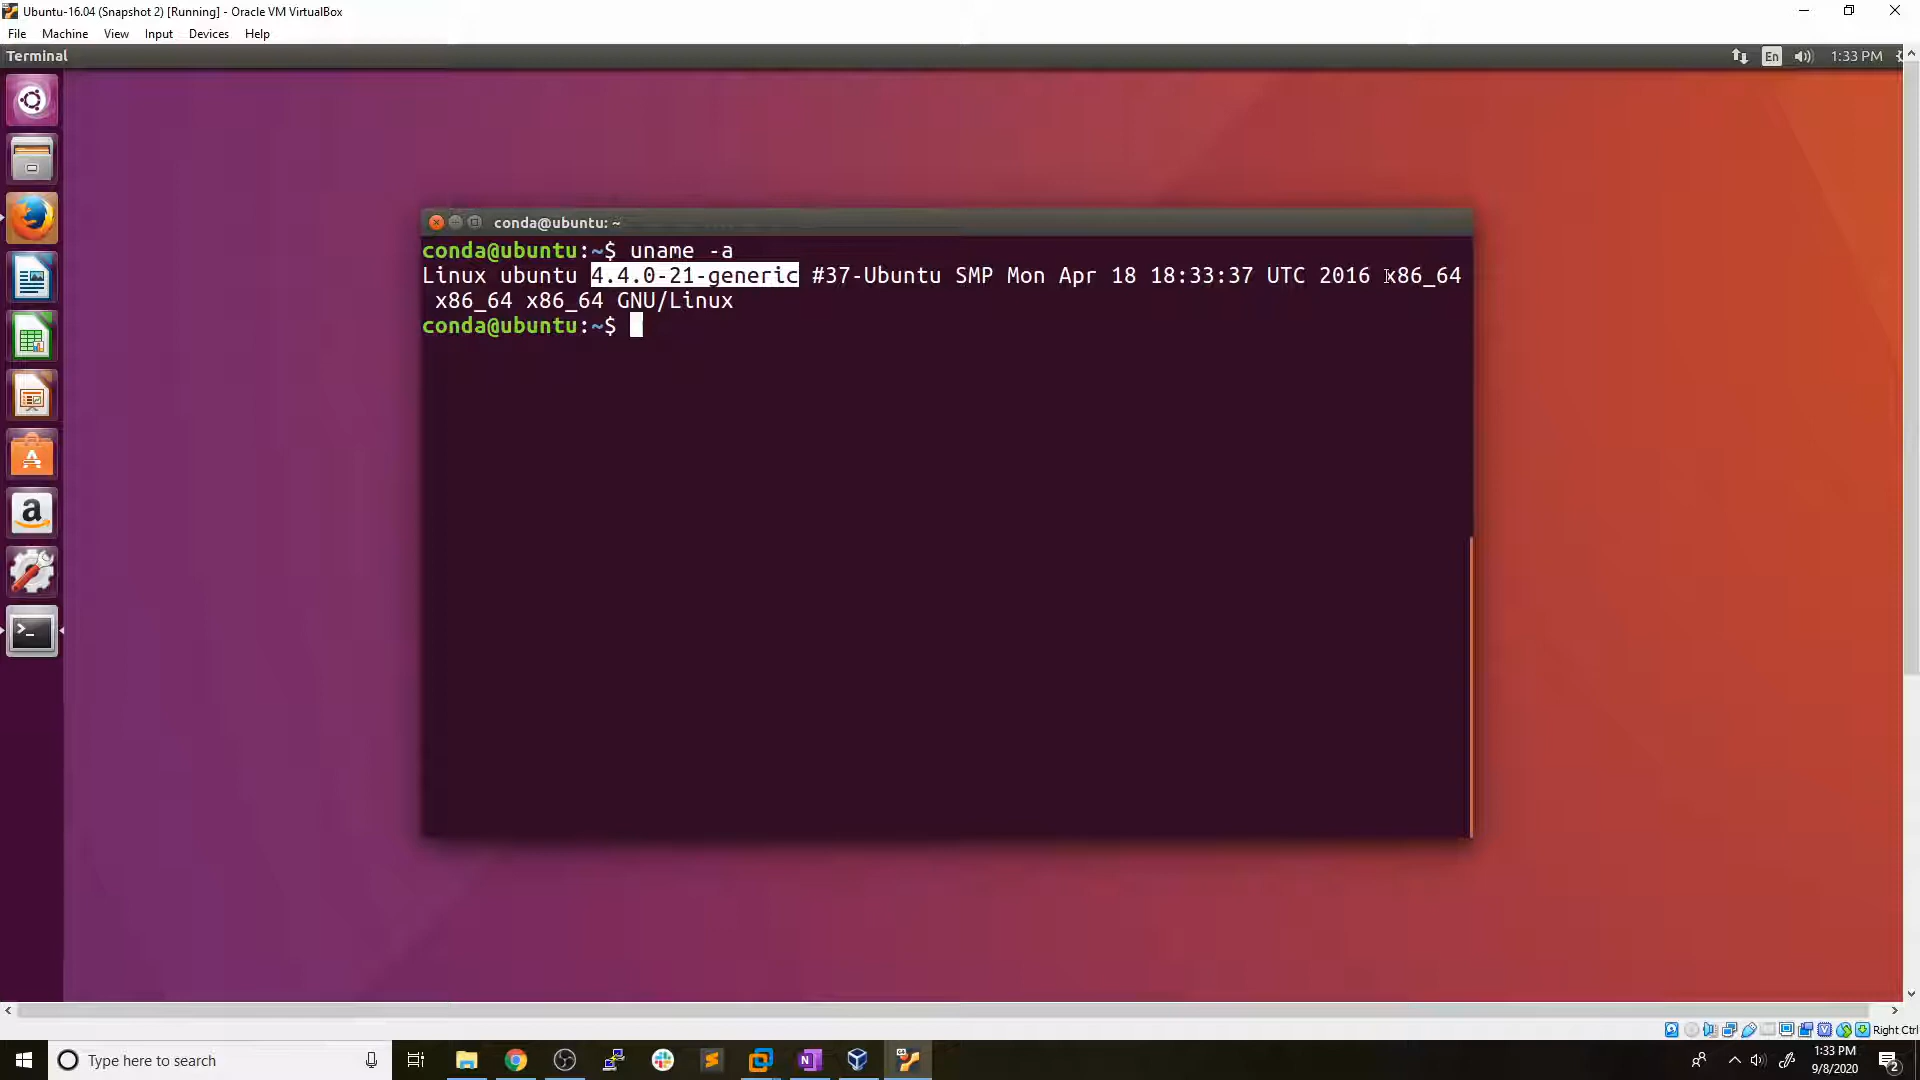 Ubuntu-16.04 (Snapshot 2) [Running] - Oracle VM VirtualBox
File Machine View Input Devices Help
Terminal
En
1:33 PM
conda@ubuntu: ~
conda@ubuntu:~$ uname -a
Linux ubuntu 4.4.0-21-generic #37-Ubuntu SMP Mon Apr 18 18:33:37 UTC 2016 x86_64
x86_64 x86_64 GNU/Linux
conda@ubuntu:~$
Right Ctrl
Type here to search
1:33 PM
9/8/2020
2